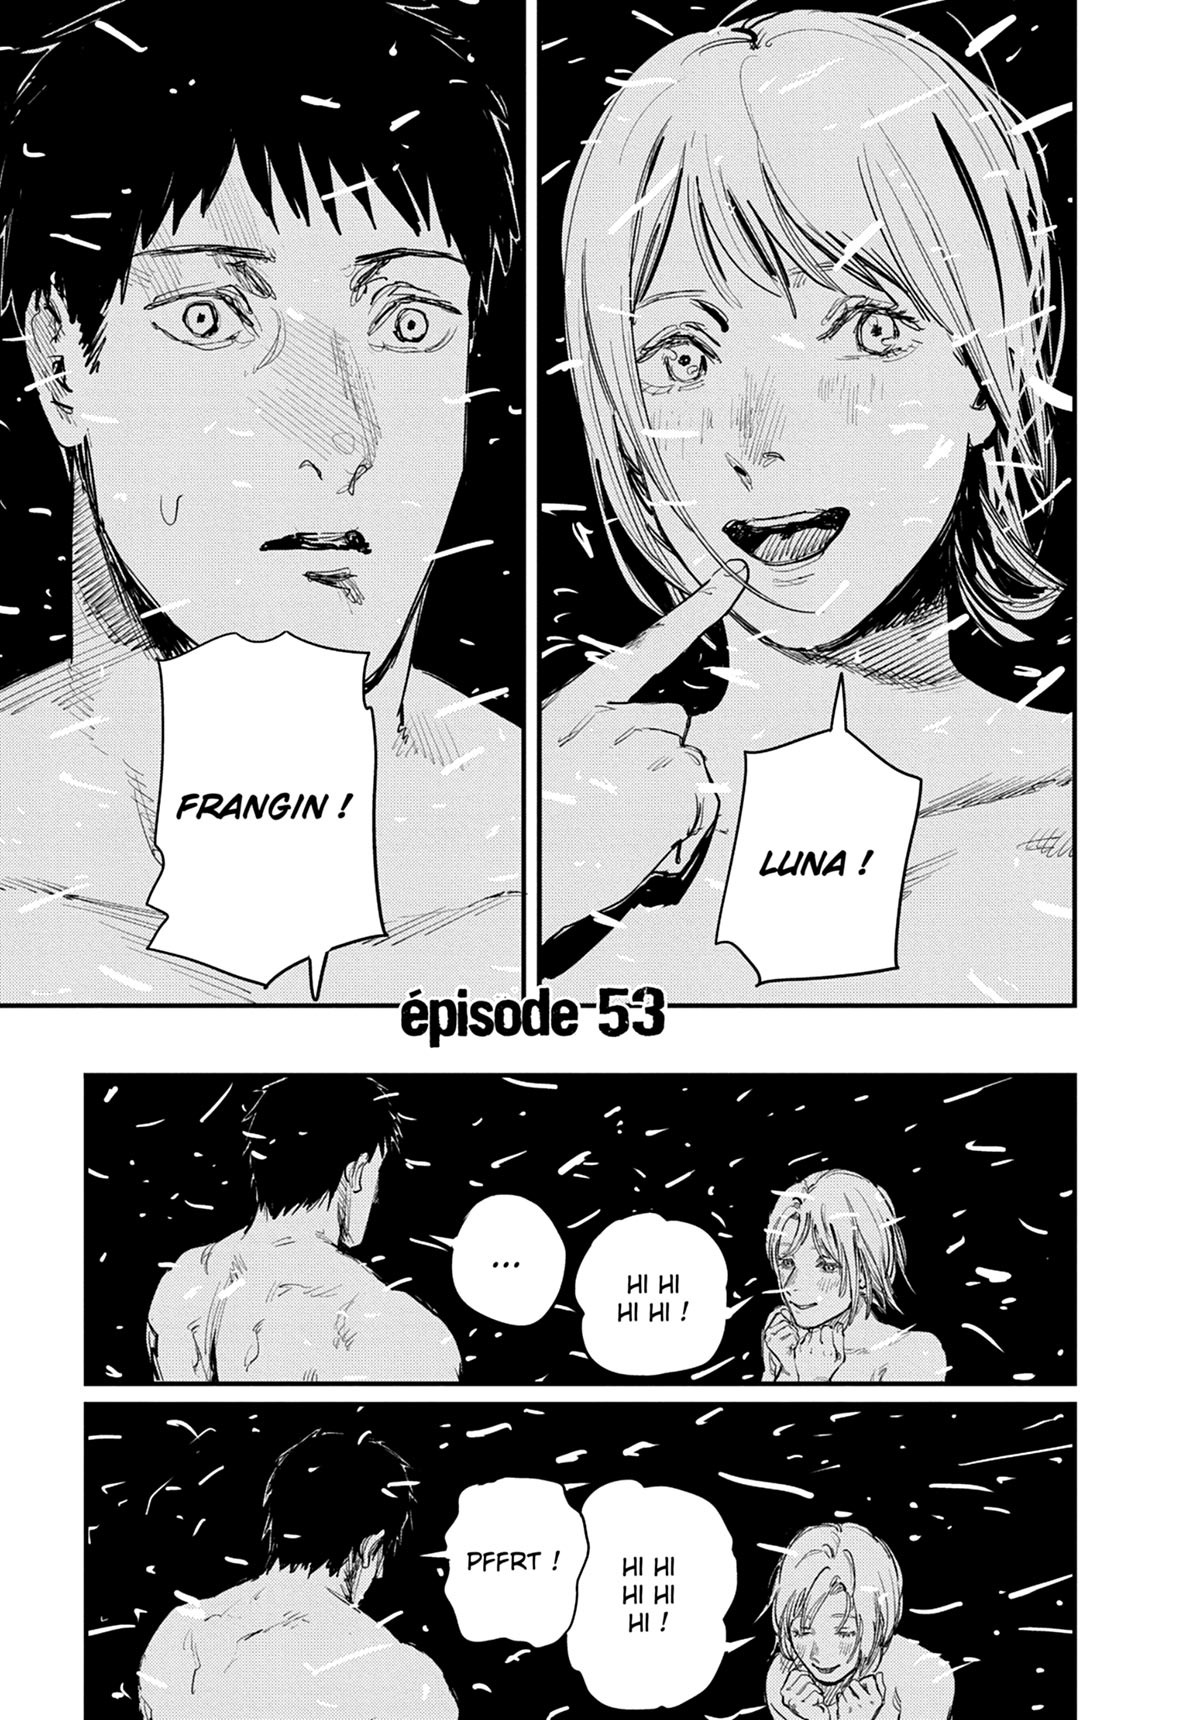 LUNA !
FRANGIN !
épisode 53
HI HI
HI HI !
...
HI HI
HI HI
HI !
PFFRT !